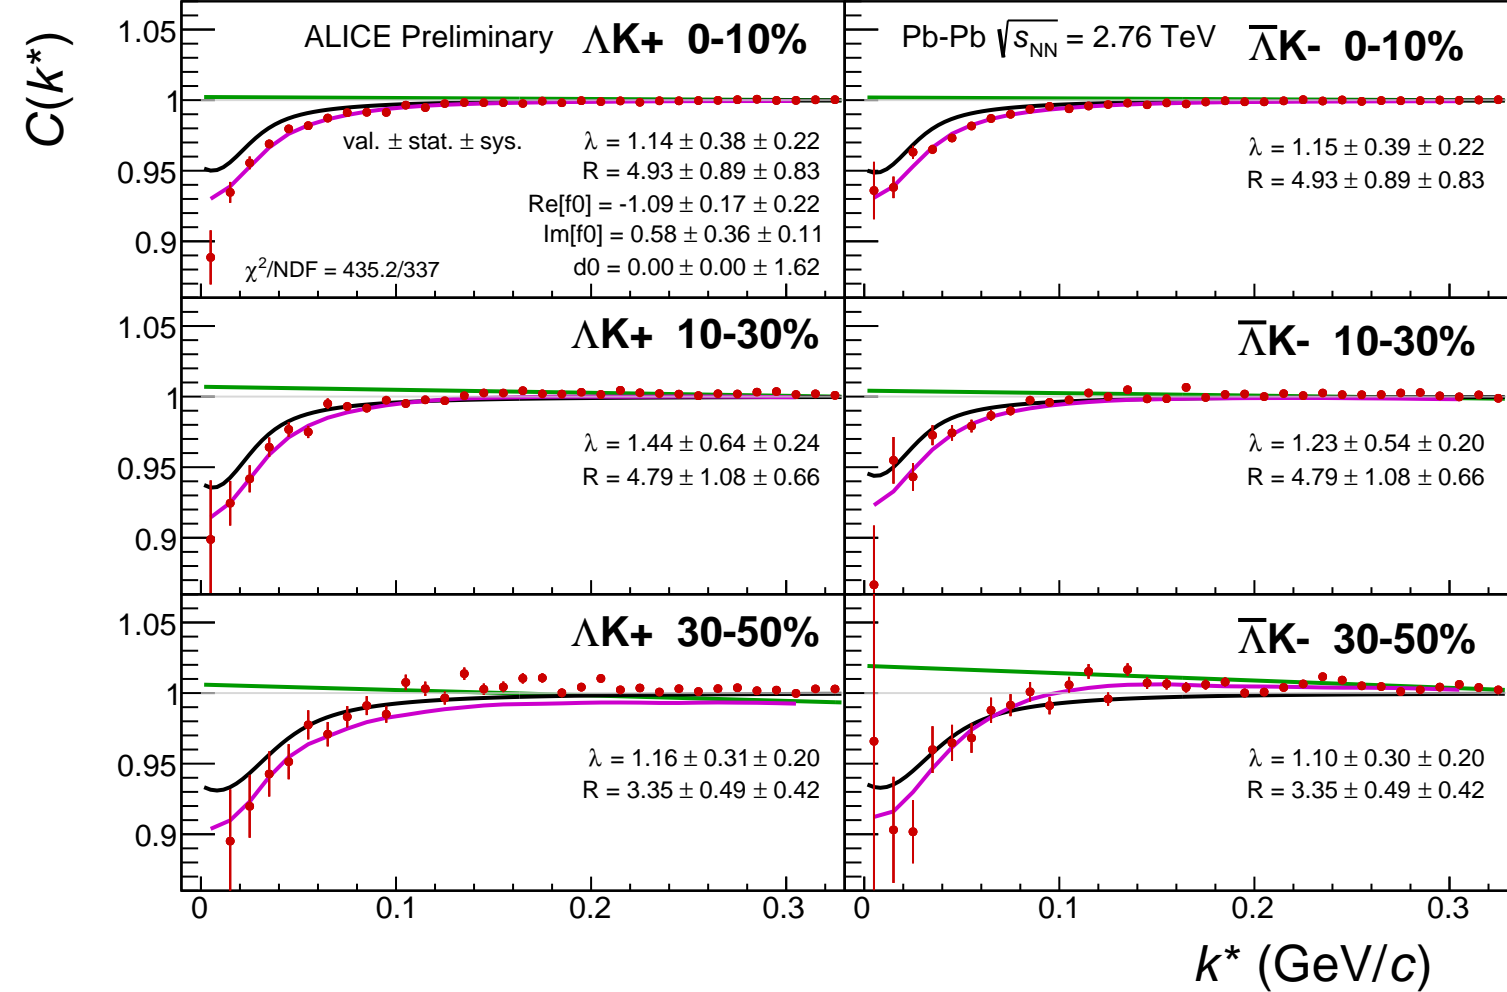 C(k*)
ALICE Preliminary ΛK+ 0-10%
val. ± stat. ± sys.
λ = 1.14 ± 0.38 ± 0.22
R = 4.93 ± 0.89 ± 0.83
Re[f0] = -1.09 ± 0.17 ± 0.22
Im[f0] = 0.58 ± 0.36 ± 0.11
d0 = 0.00 ± 0.00 ± 1.62
χ²/NDF = 435.2/337
1.05
1
0.95
0.9
Pb-Pb √sNN = 2.76 TeV Λ̅K- 0-10%
λ = 1.15 ± 0.39 ± 0.22
R = 4.93 ± 0.89 ± 0.83
ΛK+ 10-30%
λ = 1.44 ± 0.64 ± 0.24
R = 4.79 ± 1.08 ± 0.66
1.05
1
0.95
0.9
Λ̅K- 10-30%
λ = 1.23 ± 0.54 ± 0.20
R = 4.79 ± 1.08 ± 0.66
ΛK+ 30-50%
λ = 1.16 ± 0.31 ± 0.20
R = 3.35 ± 0.49 ± 0.42
1.05
1
0.95
0.9
Λ̅K- 30-50%
λ = 1.10 ± 0.30 ± 0.20
R = 3.35 ± 0.49 ± 0.42
0 0.1 0.2 0.3
0 0.1 0.2 0.3
k* (GeV/c)